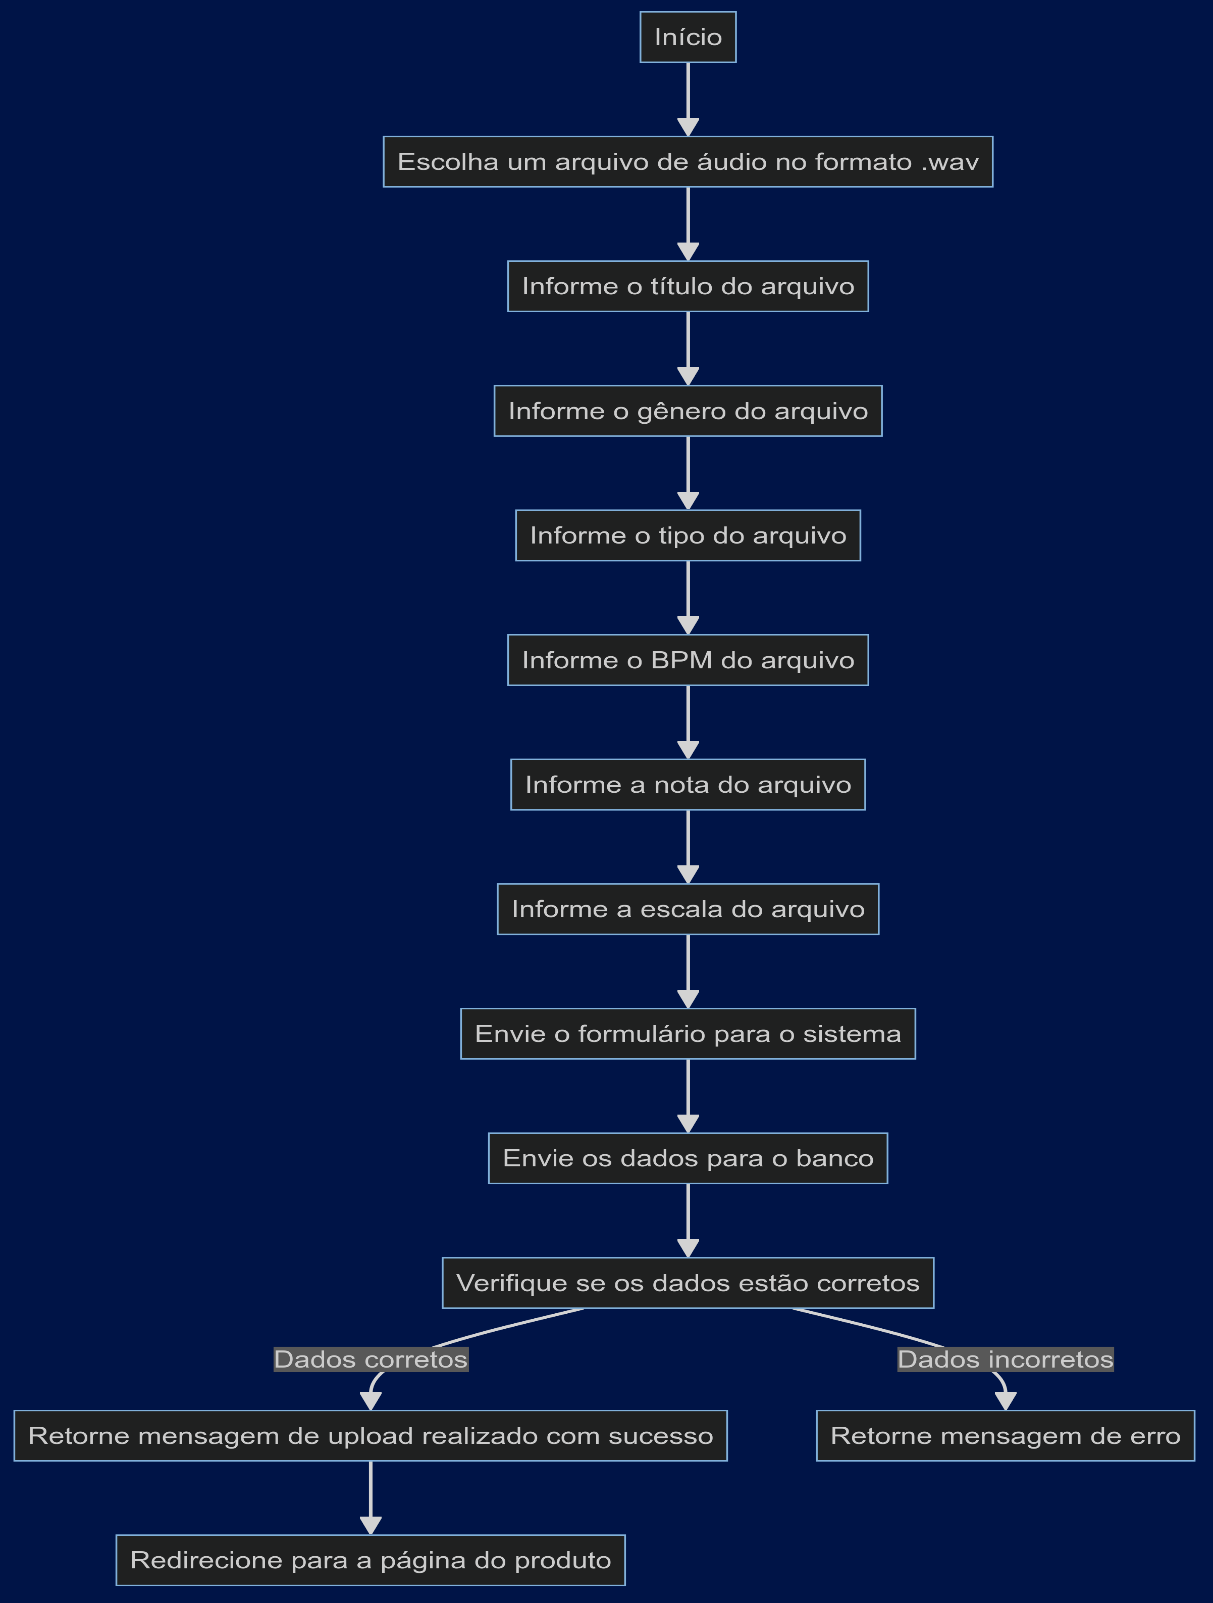 Início
Escolha um arquivo de áudio no formato .wav
Informe o título do arquivo
Informe o gênero do arquivo
Informe o tipo do arquivo
Informe o BPM do arquivo
Informe a nota do arquivo
Informe a escala do arquivo
Envie o formulário para o sistema
Envie os dados para o banco
Verifique se os dados estão corretos
Dados corretos
Dados incorretos
Retorne mensagem de upload realizado com sucesso
Retorne mensagem de erro
Redirecione para a página do produto